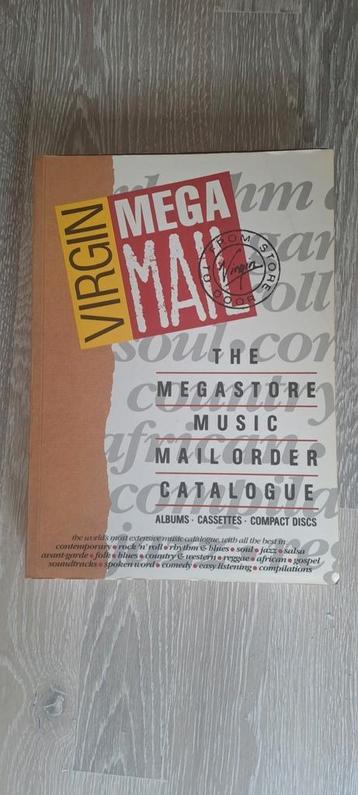 VIRGIN
MEGA
MAIL
FROM STORE TO DOOR
Virgin
THE
MEGASTORE
MUSIC
MAIL ORDER
CATALOGUE
ALBUMS · CASSETTES · COMPACT DISCS
the world's most extensive music catalogue, with all the best in
contemporary • rock 'n' roll • rhythm & blues • soul • jazz • salsa
avant-garde • folk • blues • country & western • reggae • african • gospel
soundtracks • spoken word • comedy • easy listening • compilations